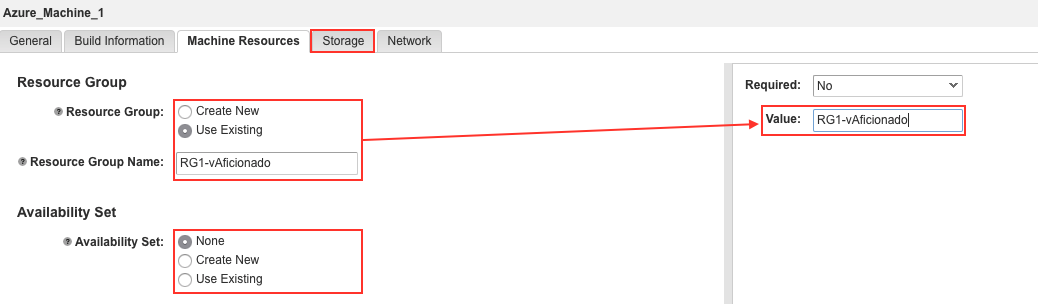 Azure_Machine_1
General Build Information Machine Resources Storage Network
Resource Group
Resource Group:
Create New
Use Existing
Resource Group Name: RG1-vAficionado
Availability Set
Availability Set:
None
Create New
Use Existing
Required: No
Value: RG1-vAficionado